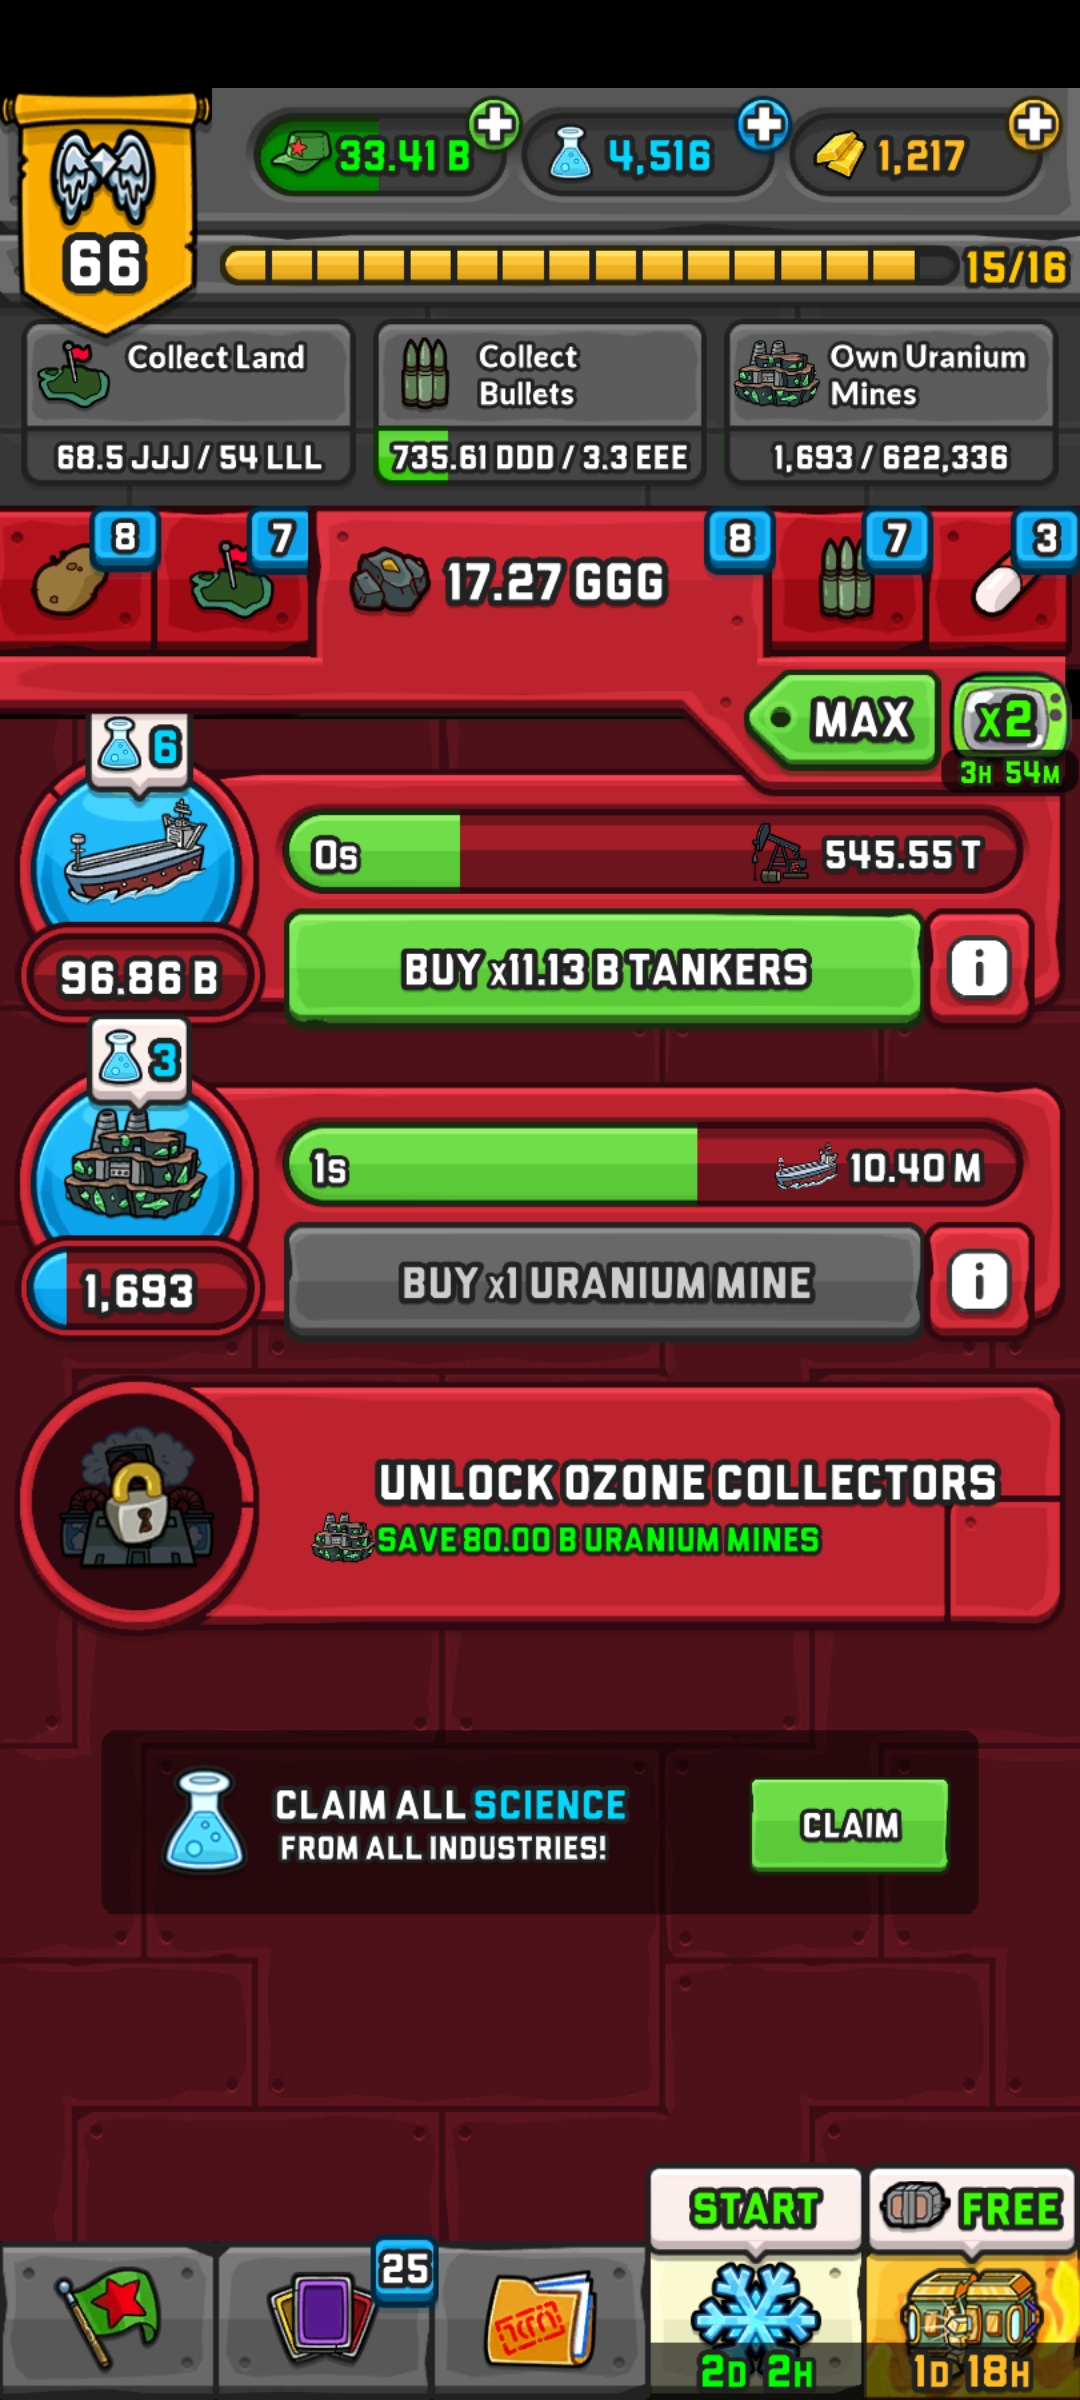 33.41 B
4,516
1,217
66
15/16
Collect Land
68.5 JJJ / 54 LLL
Collect
Bullets
735.61 DDD / 3.3 EEE
Own Uranium
Mines
1,693 / 622,336
8
7
17.27 GGG
8
7
3
MAX
x2
3H 54M
6
0s
545.55 T
96.86 B
BUY x11.13 B TANKERS
i
3
1s
10.40 M
1,693
BUY x1 URANIUM MINE
i
UNLOCK OZONE COLLECTORS
SAVE 80.00 B URANIUM MINES
CLAIM ALL SCIENCE
FROM ALL INDUSTRIES!
CLAIM
START
FREE
25
2D 2H
1D 18H